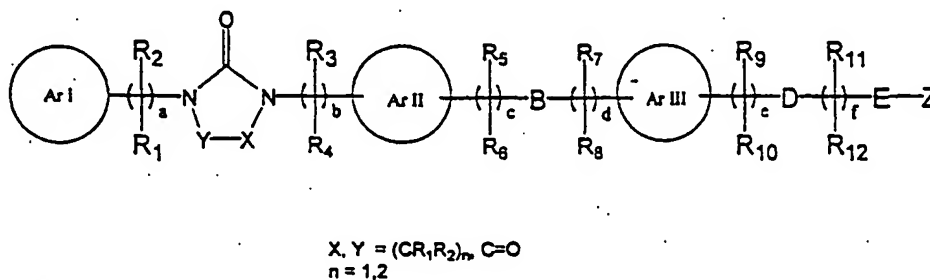 O
R₂ R₃ R₅ R₇ R₉ R₁₁
Ar I ( )a N N ( )b Ar II ( )c B ( )d Ar III ( )e D ( )f E Z
R₁ Y X R₄ R₆ R₈ R₁₀ R₁₂
X, Y = (CR₁R₂)n, C=O
n = 1,2